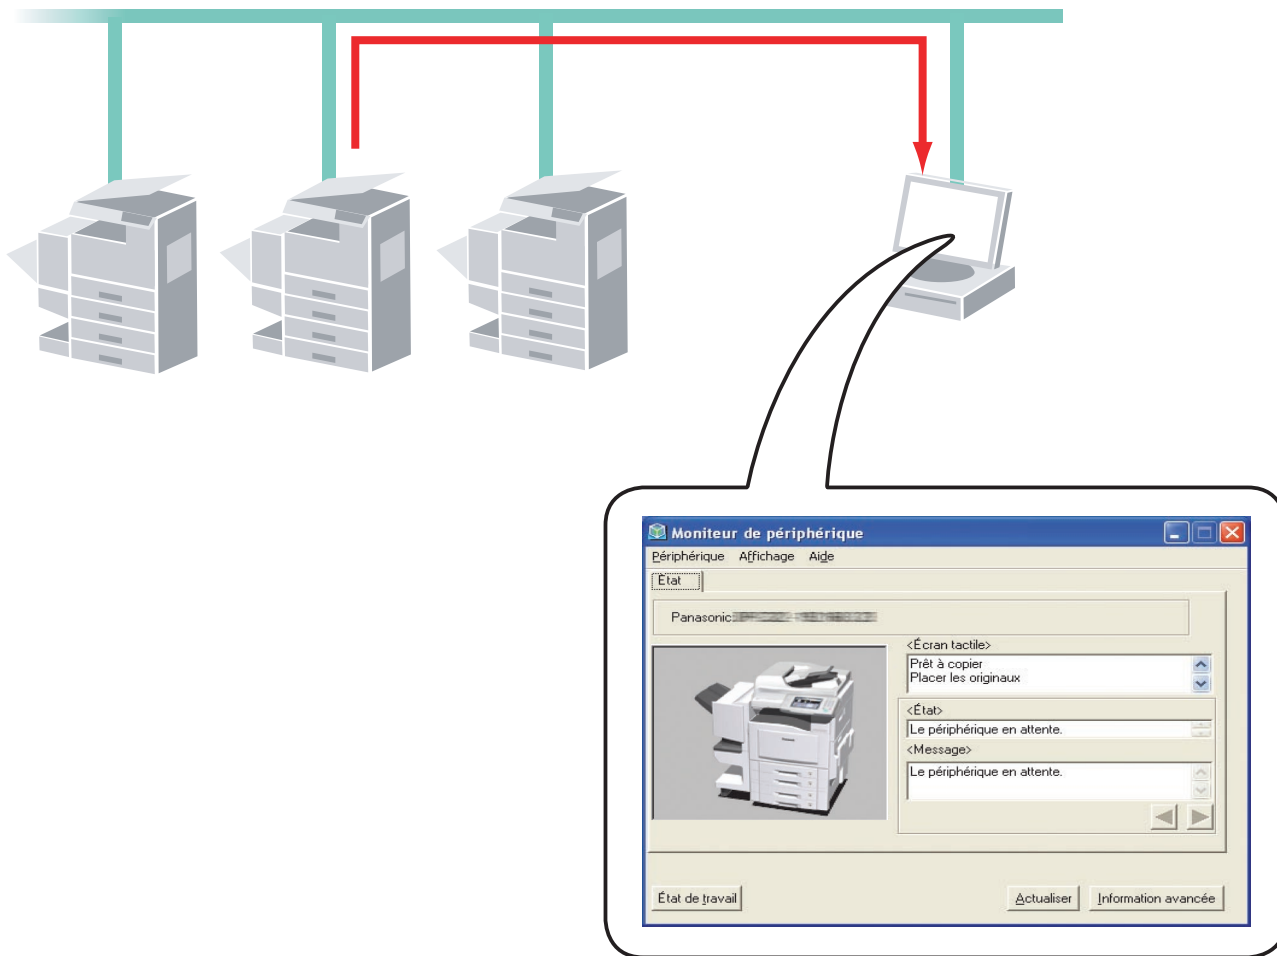 Moniteur de périphérique
Périphérique Affichage Aide
État
Panasonic
<Écran tactile>
Prêt à copier
Placer les originaux
<État>
Le périphérique en attente.
<Message>
Le périphérique en attente.
État de travail Actualiser Information avancée